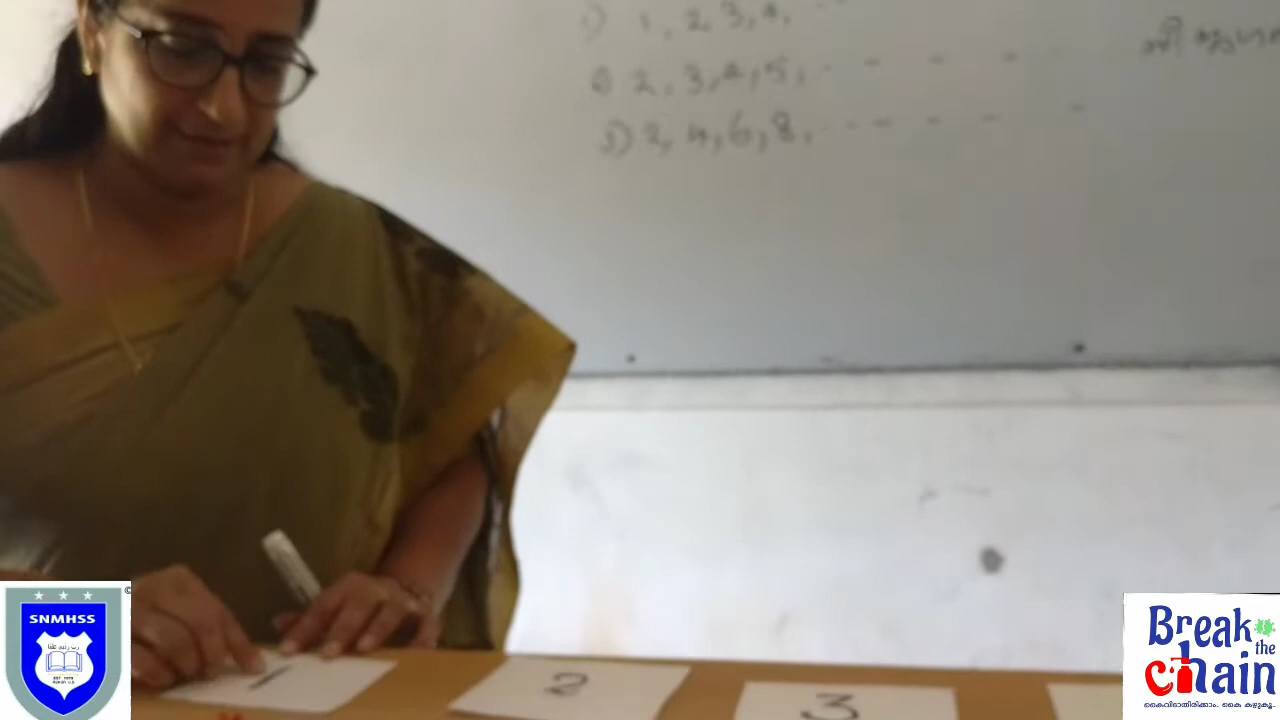 1) 1, 2, 3, 4, - -
2) 2, 3, 4, 5, - - - -
3) 2, 4, 6, 8, - - - - - -
1
2
3
SNMHSS
Break
the
chain
കൈവിടാതിരിക്കാം.. കൈ കഴുകൂ..